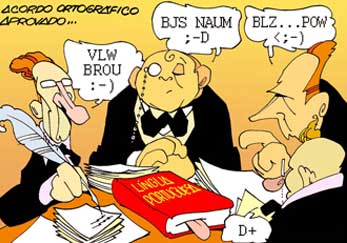 ACORDO ORTOGRÁFICO
APROVADO...
VLW
BROU
:-)
BJS NAUM
;-D
BLZ...POW
<;-)
LÍNGUA
PORTUGUESA
D+